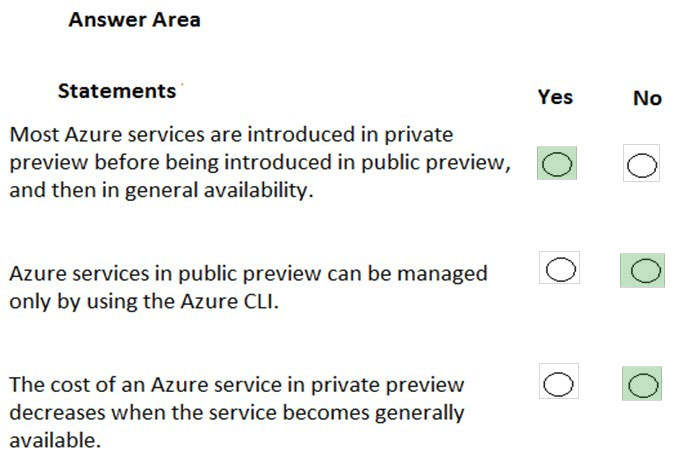 Answer Area
Statements Yes No
Most Azure services are introduced in private
preview before being introduced in public preview,
and then in general availability.
Azure services in public preview can be managed
only by using the Azure CLI.
The cost of an Azure service in private preview
decreases when the service becomes generally
available.